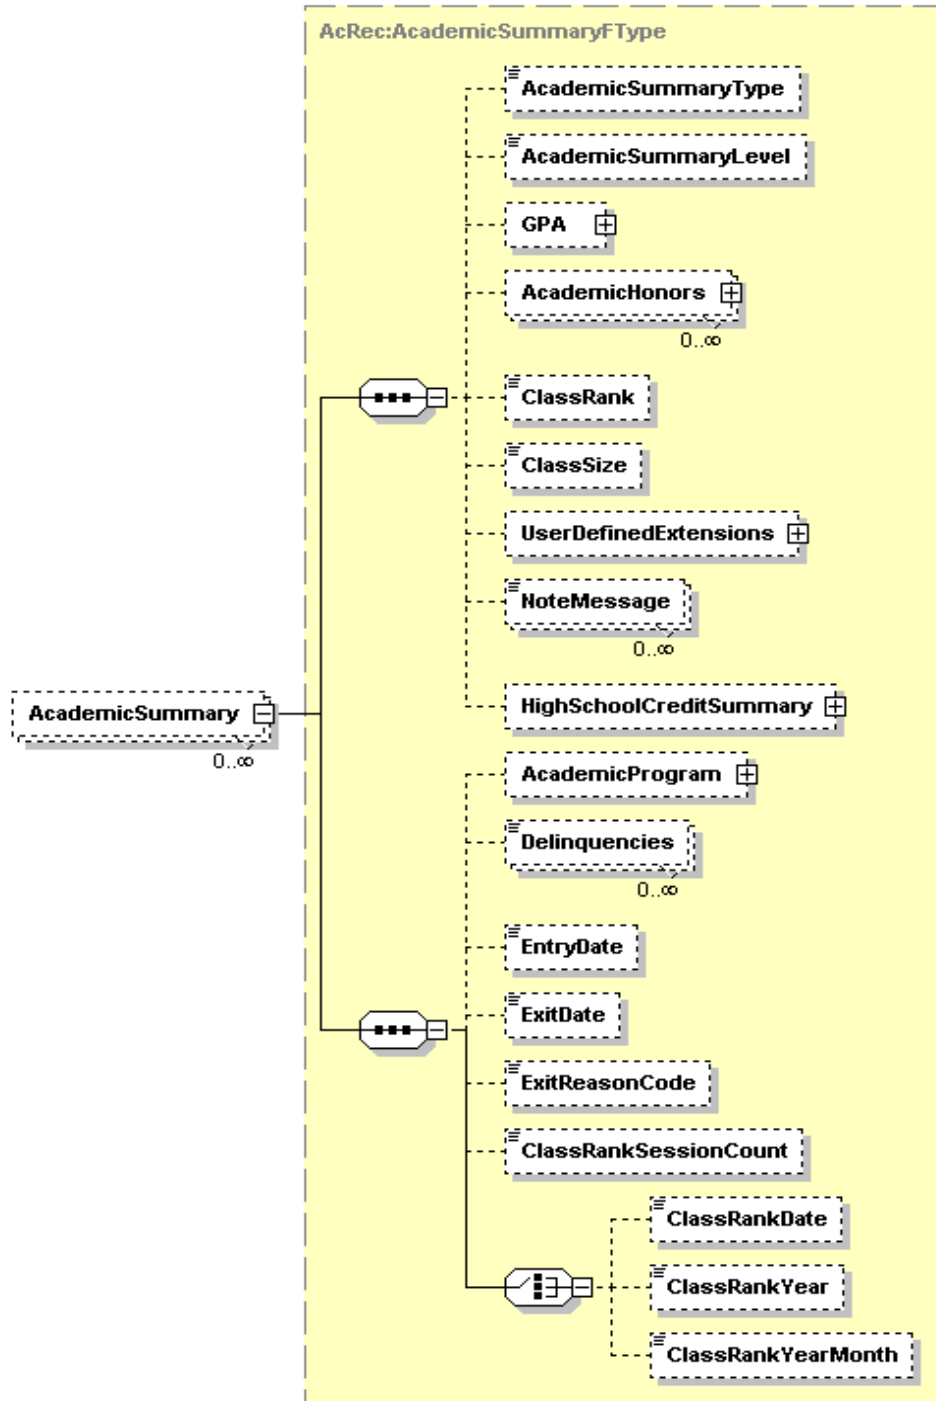 AcRec:AcademicSummaryFType
AcademicSummaryType
AcademicSummaryLevel
GPA
AcademicHonors
0..∞
ClassRank
ClassSize
UserDefinedExtensions
NoteMessage
0..∞
HighSchoolCreditSummary
AcademicSummary
0..∞
AcademicProgram
Delinquencies
0..∞
EntryDate
ExitDate
ExitReasonCode
ClassRankSessionCount
ClassRankDate
ClassRankYear
ClassRankYearMonth